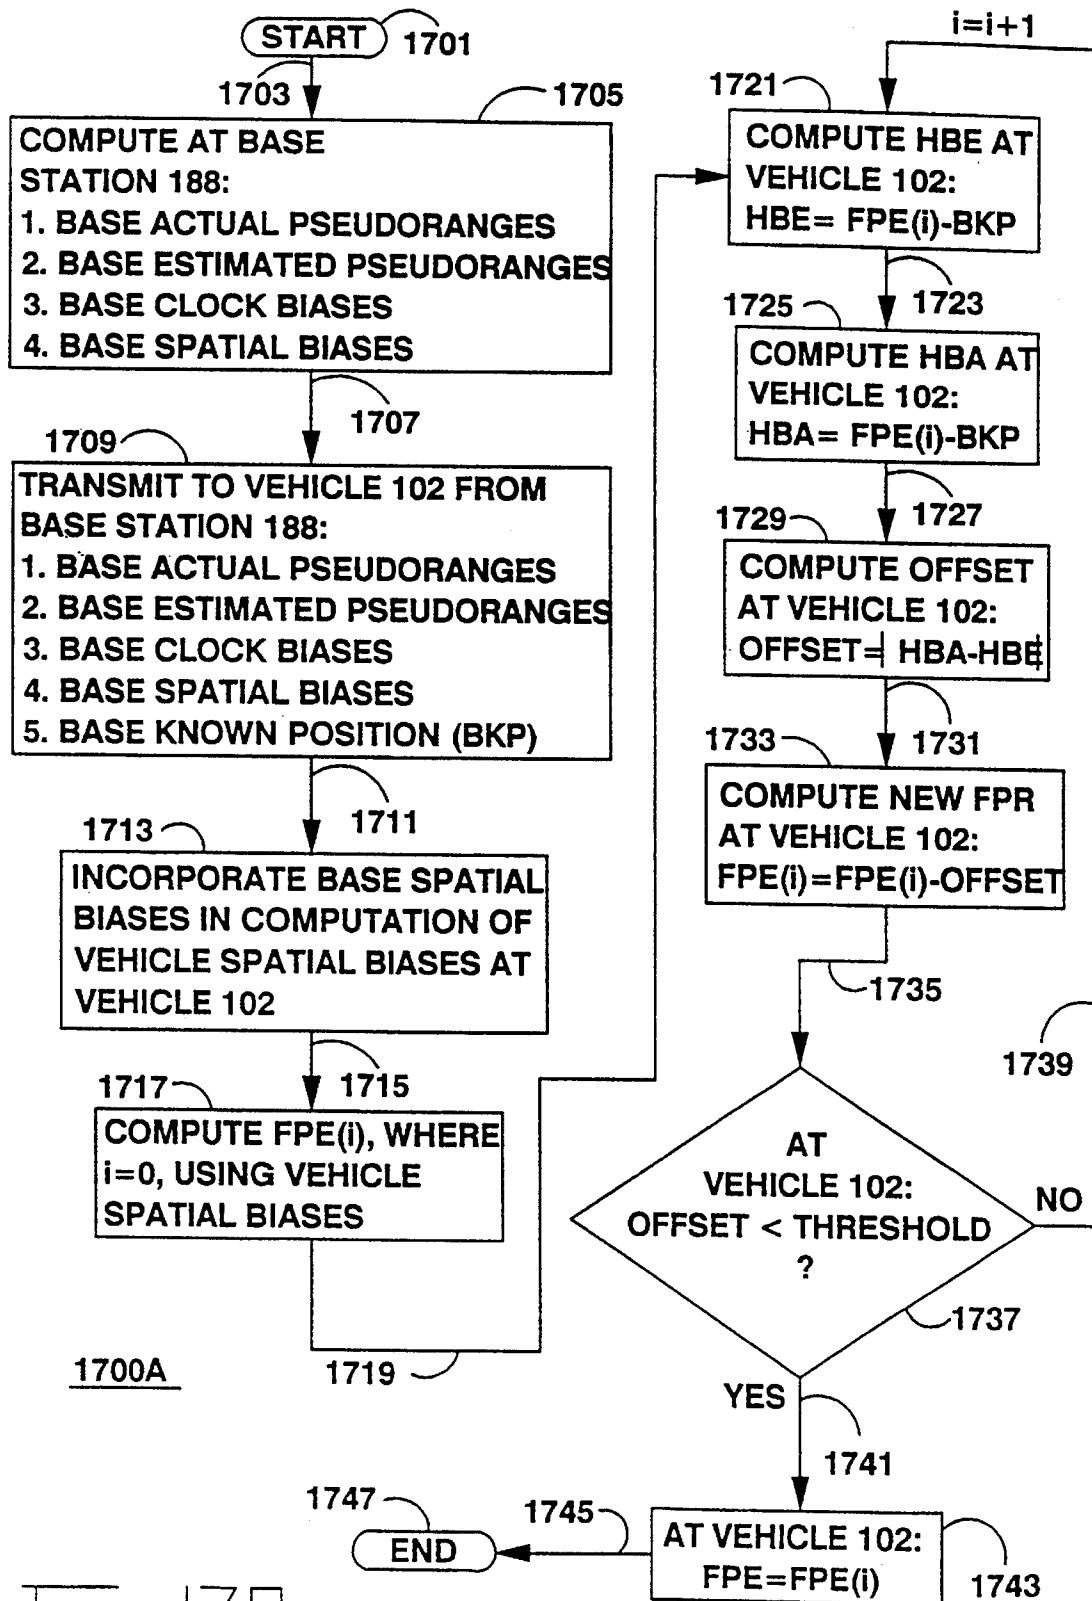 START
1701
1703
1705
COMPUTE AT BASE
STATION 188:
1. BASE ACTUAL PSEUDORANGES
2. BASE ESTIMATED PSEUDORANGES
3. BASE CLOCK BIASES
4. BASE SPATIAL BIASES
1707
1709
TRANSMIT TO VEHICLE 102 FROM
BASE STATION 188:
1. BASE ACTUAL PSEUDORANGES
2. BASE ESTIMATED PSEUDORANGES
3. BASE CLOCK BIASES
4. BASE SPATIAL BIASES
5. BASE KNOWN POSITION (BKP)
1711
1713
INCORPORATE BASE SPATIAL
BIASES IN COMPUTATION OF
VEHICLE SPATIAL BIASES AT
VEHICLE 102
1715
1717
COMPUTE FPE(i), WHERE
i=0, USING VEHICLE
SPATIAL BIASES
1719
1700A
i=i+1
1721
COMPUTE HBE AT
VEHICLE 102:
HBE= FPE(i)-BKP
1723
1725
COMPUTE HBA AT
VEHICLE 102:
HBA= FPE(i)-BKP
1727
1729
COMPUTE OFFSET
AT VEHICLE 102:
OFFSET=| HBA-HBE|
1731
1733
COMPUTE NEW FPR
AT VEHICLE 102:
FPE(i)=FPE(i)-OFFSET
1735
1739
AT
VEHICLE 102:
OFFSET < THRESHOLD
?
NO
1737
YES
1741
AT VEHICLE 102:
FPE=FPE(i)
1743
1745
1747
END